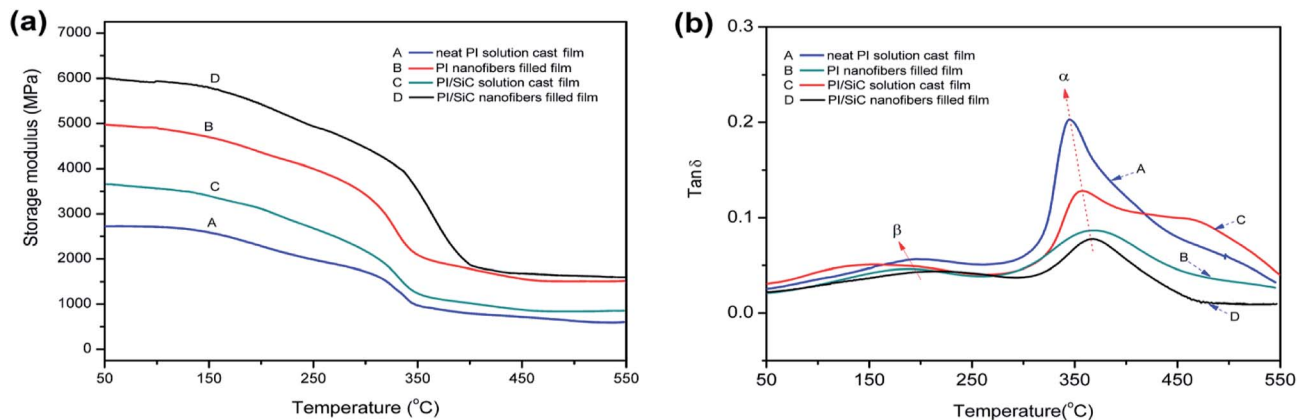 (a)
7000
6000
5000
4000
3000
2000
1000
0
Storage modulus (MPa)
A neat PI solution cast film
B PI nanofibers filled film
C PI/SiC solution cast film
D PI/SiC nanofibers filled film
D
B
C
A
50 150 250 350 450 550
Temperature (°C)
(b)
0.3
0.2
0.1
0.0
Tan δ
A neat PI solution cast film
B PI nanofibers filled film
C PI/SiC solution cast film
D PI/SiC nanofibers filled film
α
β
A
C
B
D
50 150 250 350 450 550
Temperature(°C)